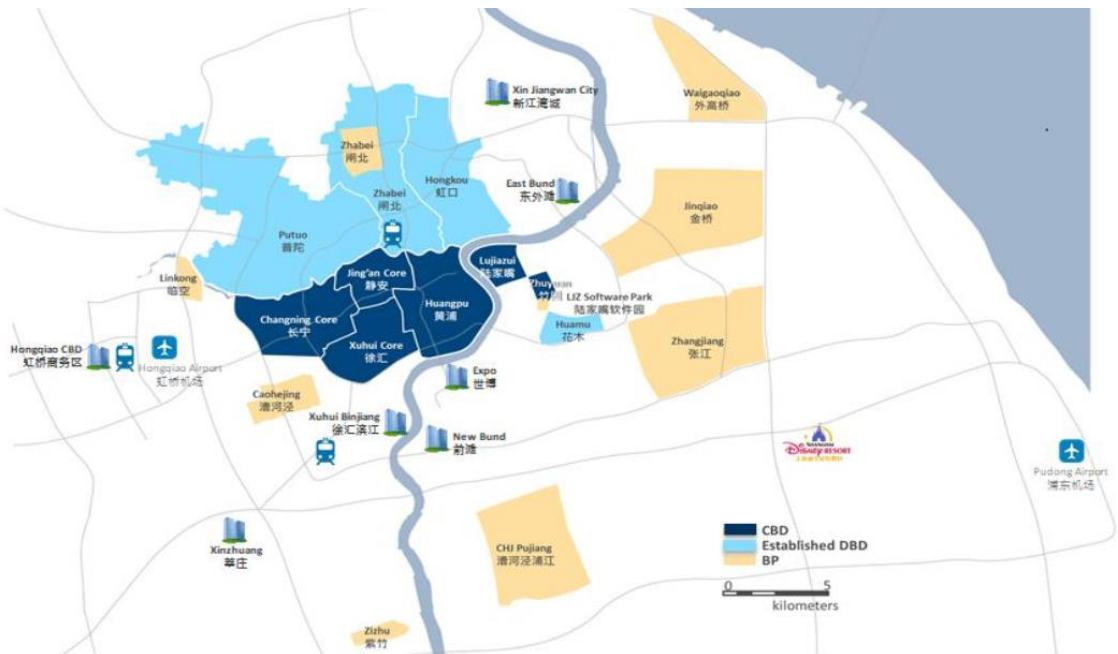 Xin Jiangwan City
新江湾城
Waigaoqiao
外高桥
Zhabei
闸北
Zhabei
闸北
Hongkou
虹口
East Bund
东外滩
Jinqiao
金桥
Putuo
普陀
Linkong
临空
Jing'an Core
静安
Lujiazui
陆家嘴
Zhuyuan
竹园
LJZ Software Park
陆家嘴软件园
Huangpu
黄浦
Changning Core
长宁
Xuhui Core
徐汇
Huamu
花木
Zhangjiang
张江
Hongqiao CBD
虹桥商务区
Hongqiao Airport
虹桥机场
Expo
世博
Caohejing
漕河泾
Xuhui Binjiang
徐汇滨江
New Bund
前滩
DISNEY RESORT
Pudong Airport
浦东机场
Xinzhuang
莘庄
CHJ Pujiang
漕河泾浦江
Zizhu
紫竹
CBD
Established DBD
BP
0 5
kilometers